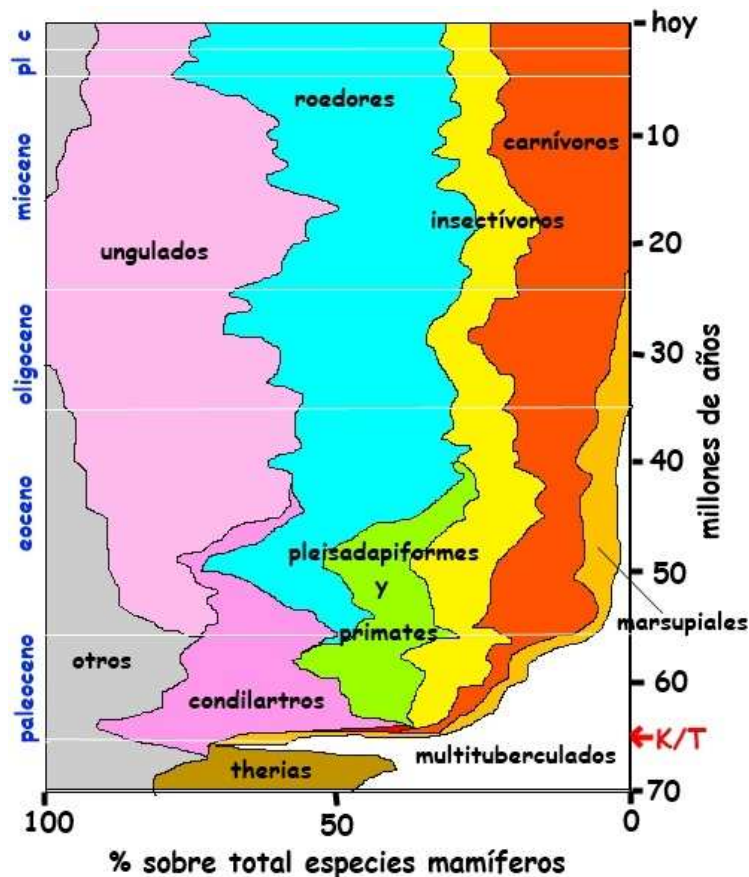 hoy
pl c
roedores
carnívoros
10
mioceno
insectívoros
ungulados
20
oligoceno
30
millones de años
40
eoceno
pleisadapiformes
y
primates
50
marsupiales
otros
60
paleoceno
condilartros
K/T
multituberculados
therias
70
100
50
0
% sobre total especies mamíferos